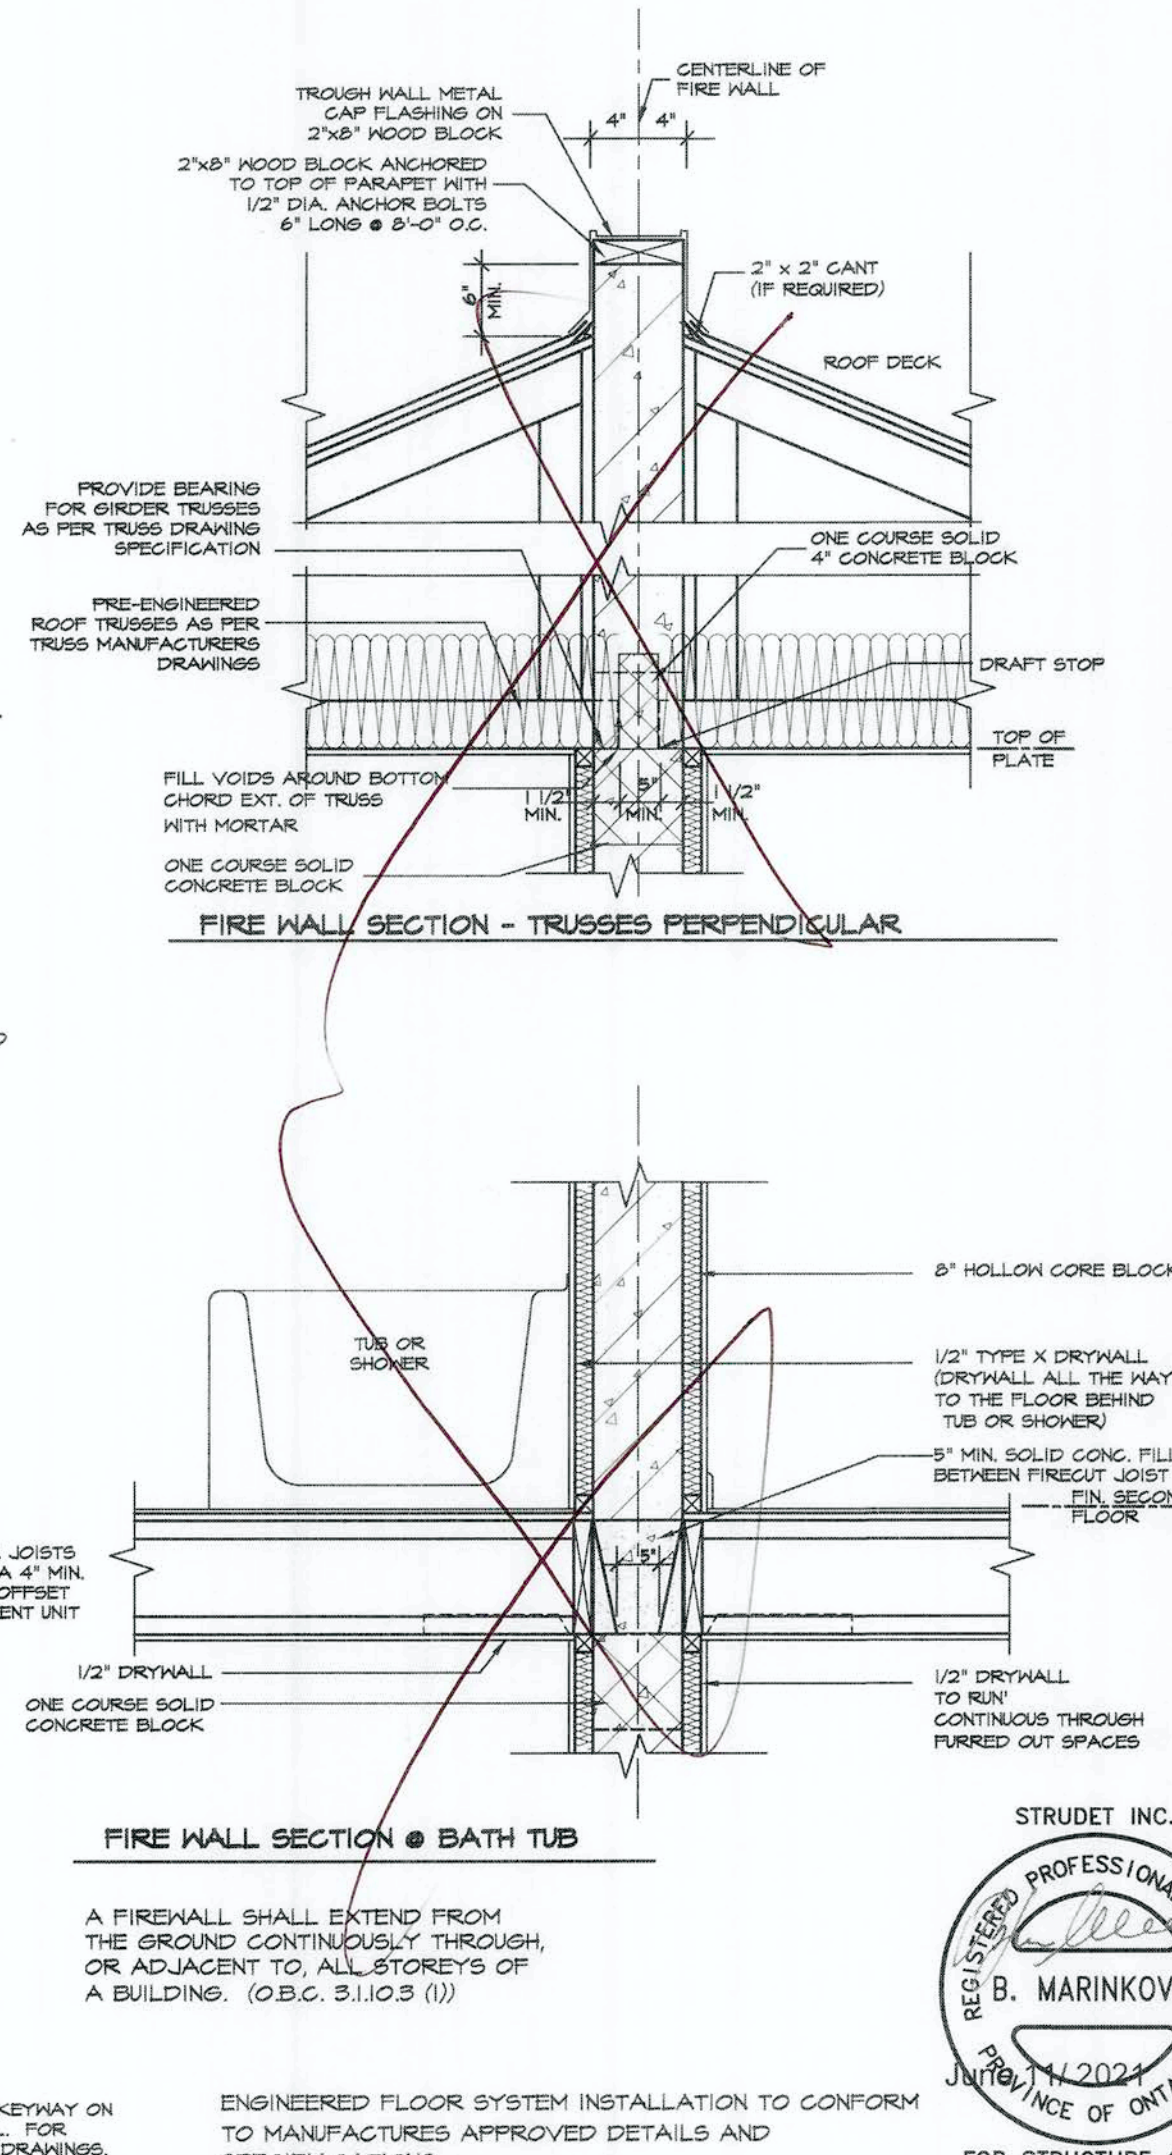 CENTERLINE OF
FIRE WALL
TROUGH WALL METAL
CAP FLASHING ON
2"x8" WOOD BLOCK
4" 4"
2"x8" WOOD BLOCK ANCHORED
TO TOP OF PARAPET WITH
1/2" DIA. ANCHOR BOLTS
6" LONG @ 8'-0" O.C.
6"
MIN.
2" x 2" CANT
(IF REQUIRED)
ROOF DECK
PROVIDE BEARING
FOR GIRDER TRUSSES
AS PER TRUSS DRAWING
SPECIFICATION
ONE COURSE SOLID
4" CONCRETE BLOCK
PRE-ENGINEERED
ROOF TRUSSES AS PER
TRUSS MANUFACTURERS
DRAWINGS
DRAFT STOP
TOP OF
PLATE
FILL VOIDS AROUND BOTTOM
CHORD EXT. OF TRUSS
WITH MORTAR
1 1/2"
MIN.
5"
MIN.
1 1/2"
MIN.
ONE COURSE SOLID
CONCRETE BLOCK
FIRE WALL SECTION - TRUSSES PERPENDICULAR
8" HOLLOW CORE BLOCK
TUB OR
SHOWER
1/2" TYPE X DRYWALL
(DRYWALL ALL THE WAY
TO THE FLOOR BEHIND
TUB OR SHOWER)
5" MIN. SOLID CONC. FILL
BETWEEN FIRECUT JOIST
FIN. SECON
FLOOR
5"
JOISTS
A 4" MIN.
OFFSET
ENT UNIT
1/2" DRYWALL
ONE COURSE SOLID
CONCRETE BLOCK
1/2" DRYWALL
TO RUN'
CONTINUOUS THROUGH
FURRED OUT SPACES
FIRE WALL SECTION @ BATH TUB
STRUDET INC.
REGISTERED PROFESSIONA
B. MARINKOV
June 11/2021
PROVINCE OF ONT
A FIREWALL SHALL EXTEND FROM
THE GROUND CONTINUOUSLY THROUGH,
OR ADJACENT TO, ALL STOREYS OF
A BUILDING. (O.B.C. 3.1.10.3 (1))
KEYWAY ON
L. FOR
DRAWINGS.
ENGINEERED FLOOR SYSTEM INSTALLATION TO CONFORM
TO MANUFACTURES APPROVED DETAILS AND